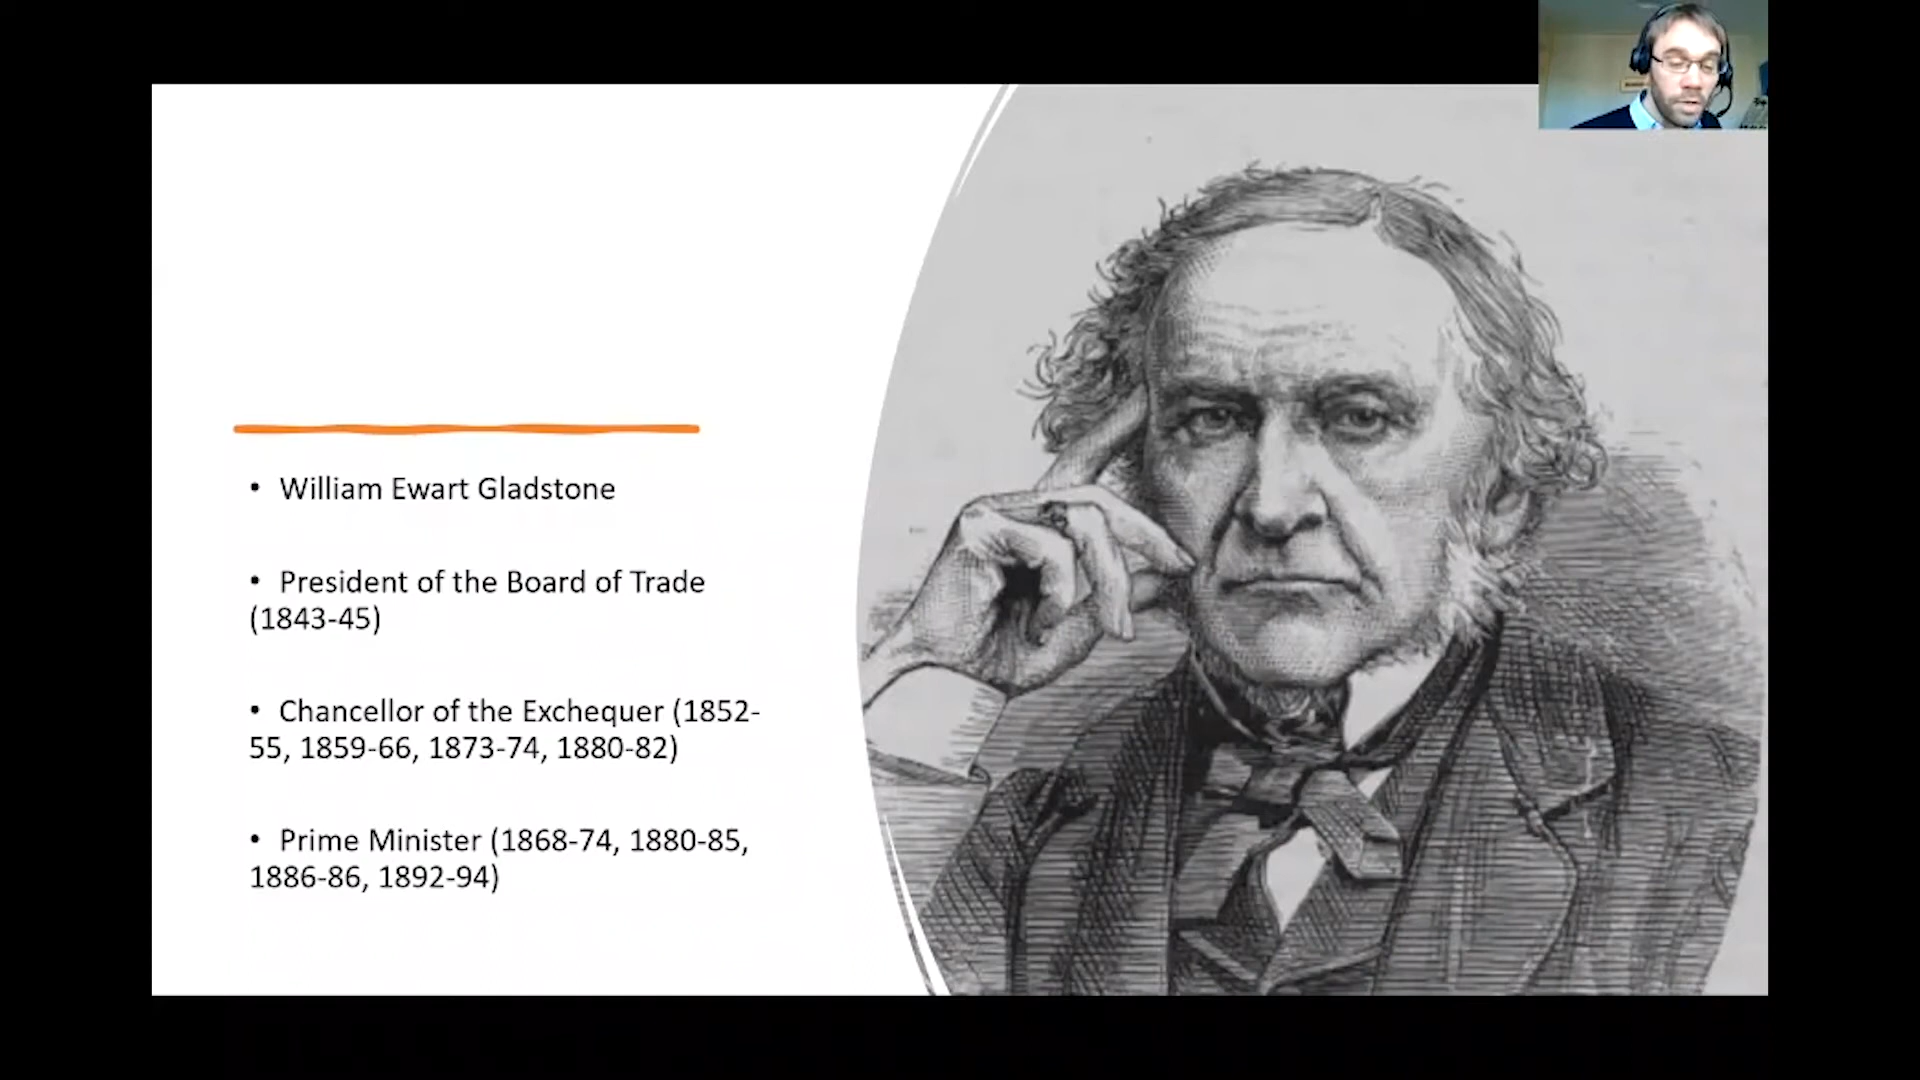 • William Ewart Gladstone
• President of the Board of Trade
(1843-45)
• Chancellor of the Exchequer (1852-
55, 1859-66, 1873-74, 1880-82)
• Prime Minister (1868-74, 1880-85,
1886-86, 1892-94)